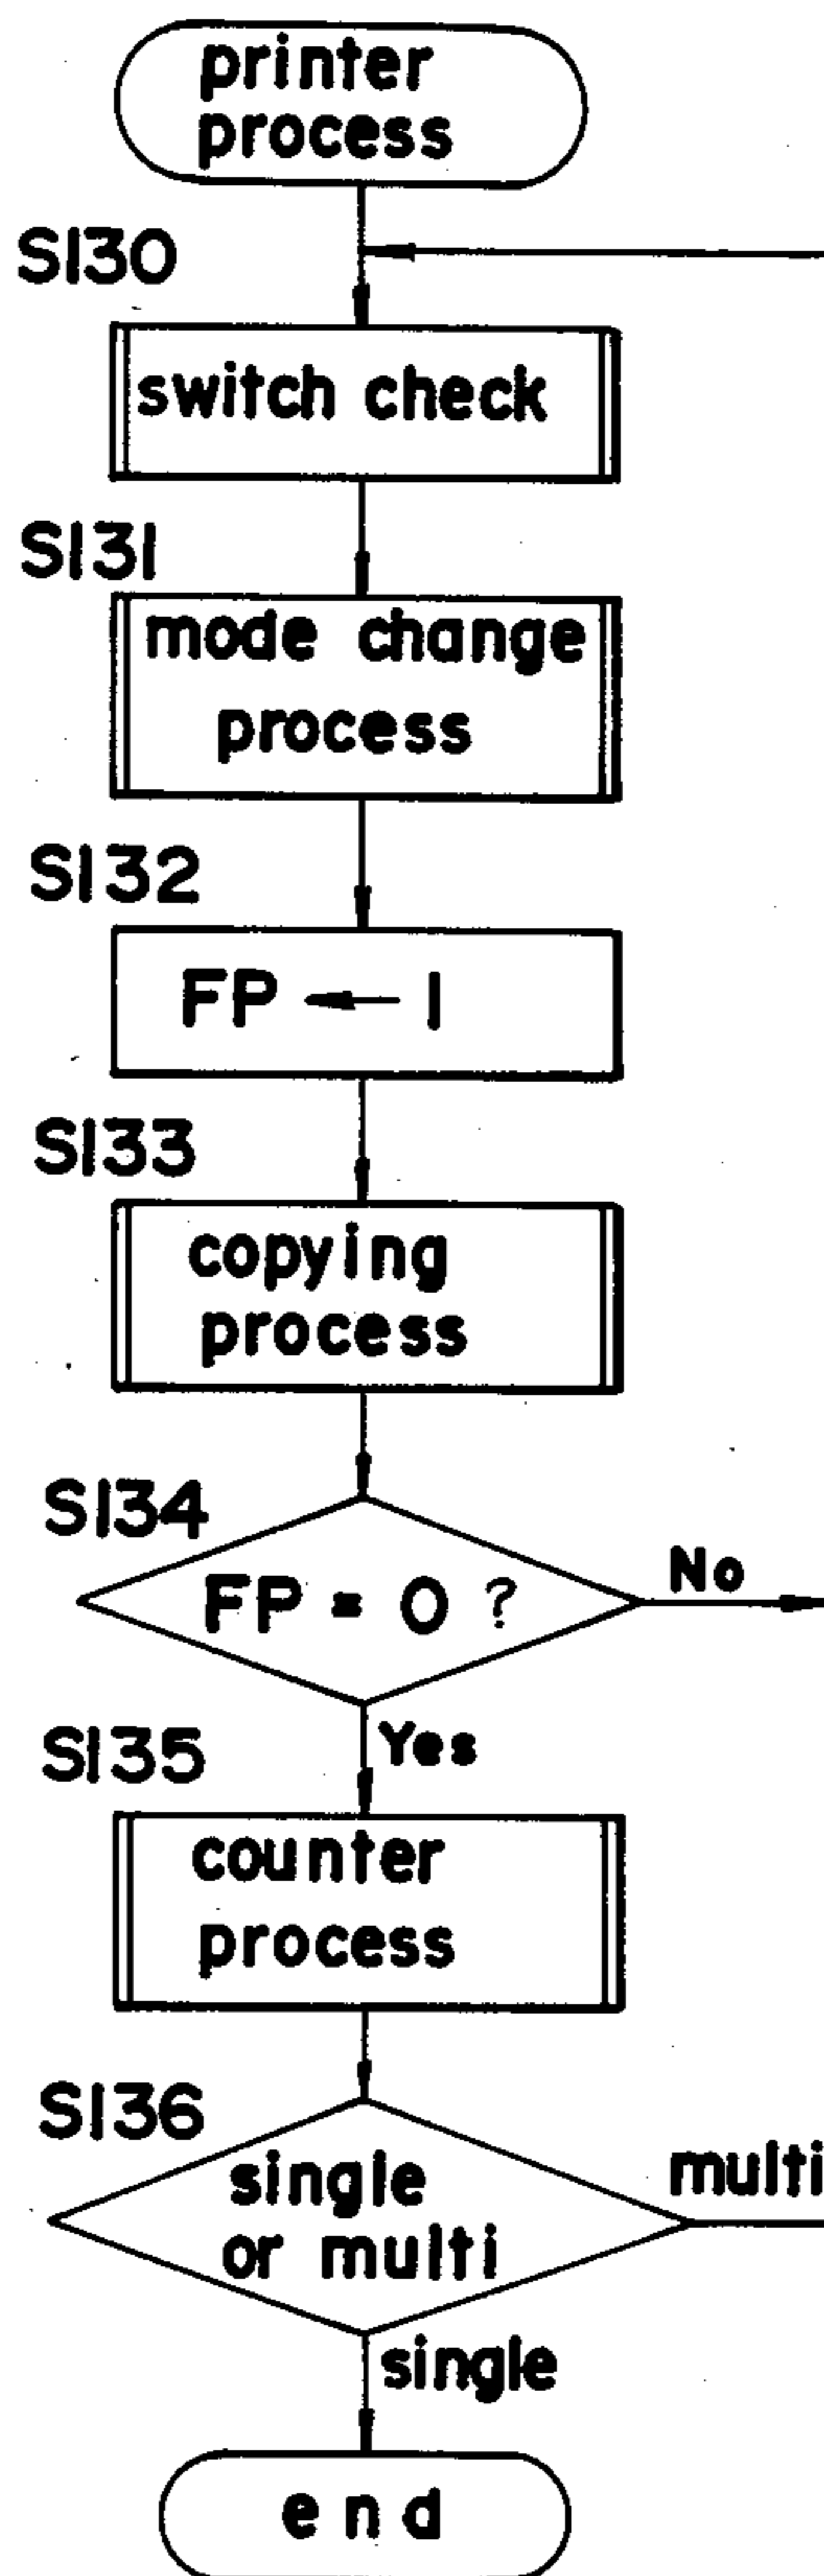 printer
process
S130
switch check
S131
mode change
process
S132
FP ← 1
S133
copying
process
S134
FP = 0 ?
No
Yes
S135
counter
process
S136
single
or multi
multi
single
end